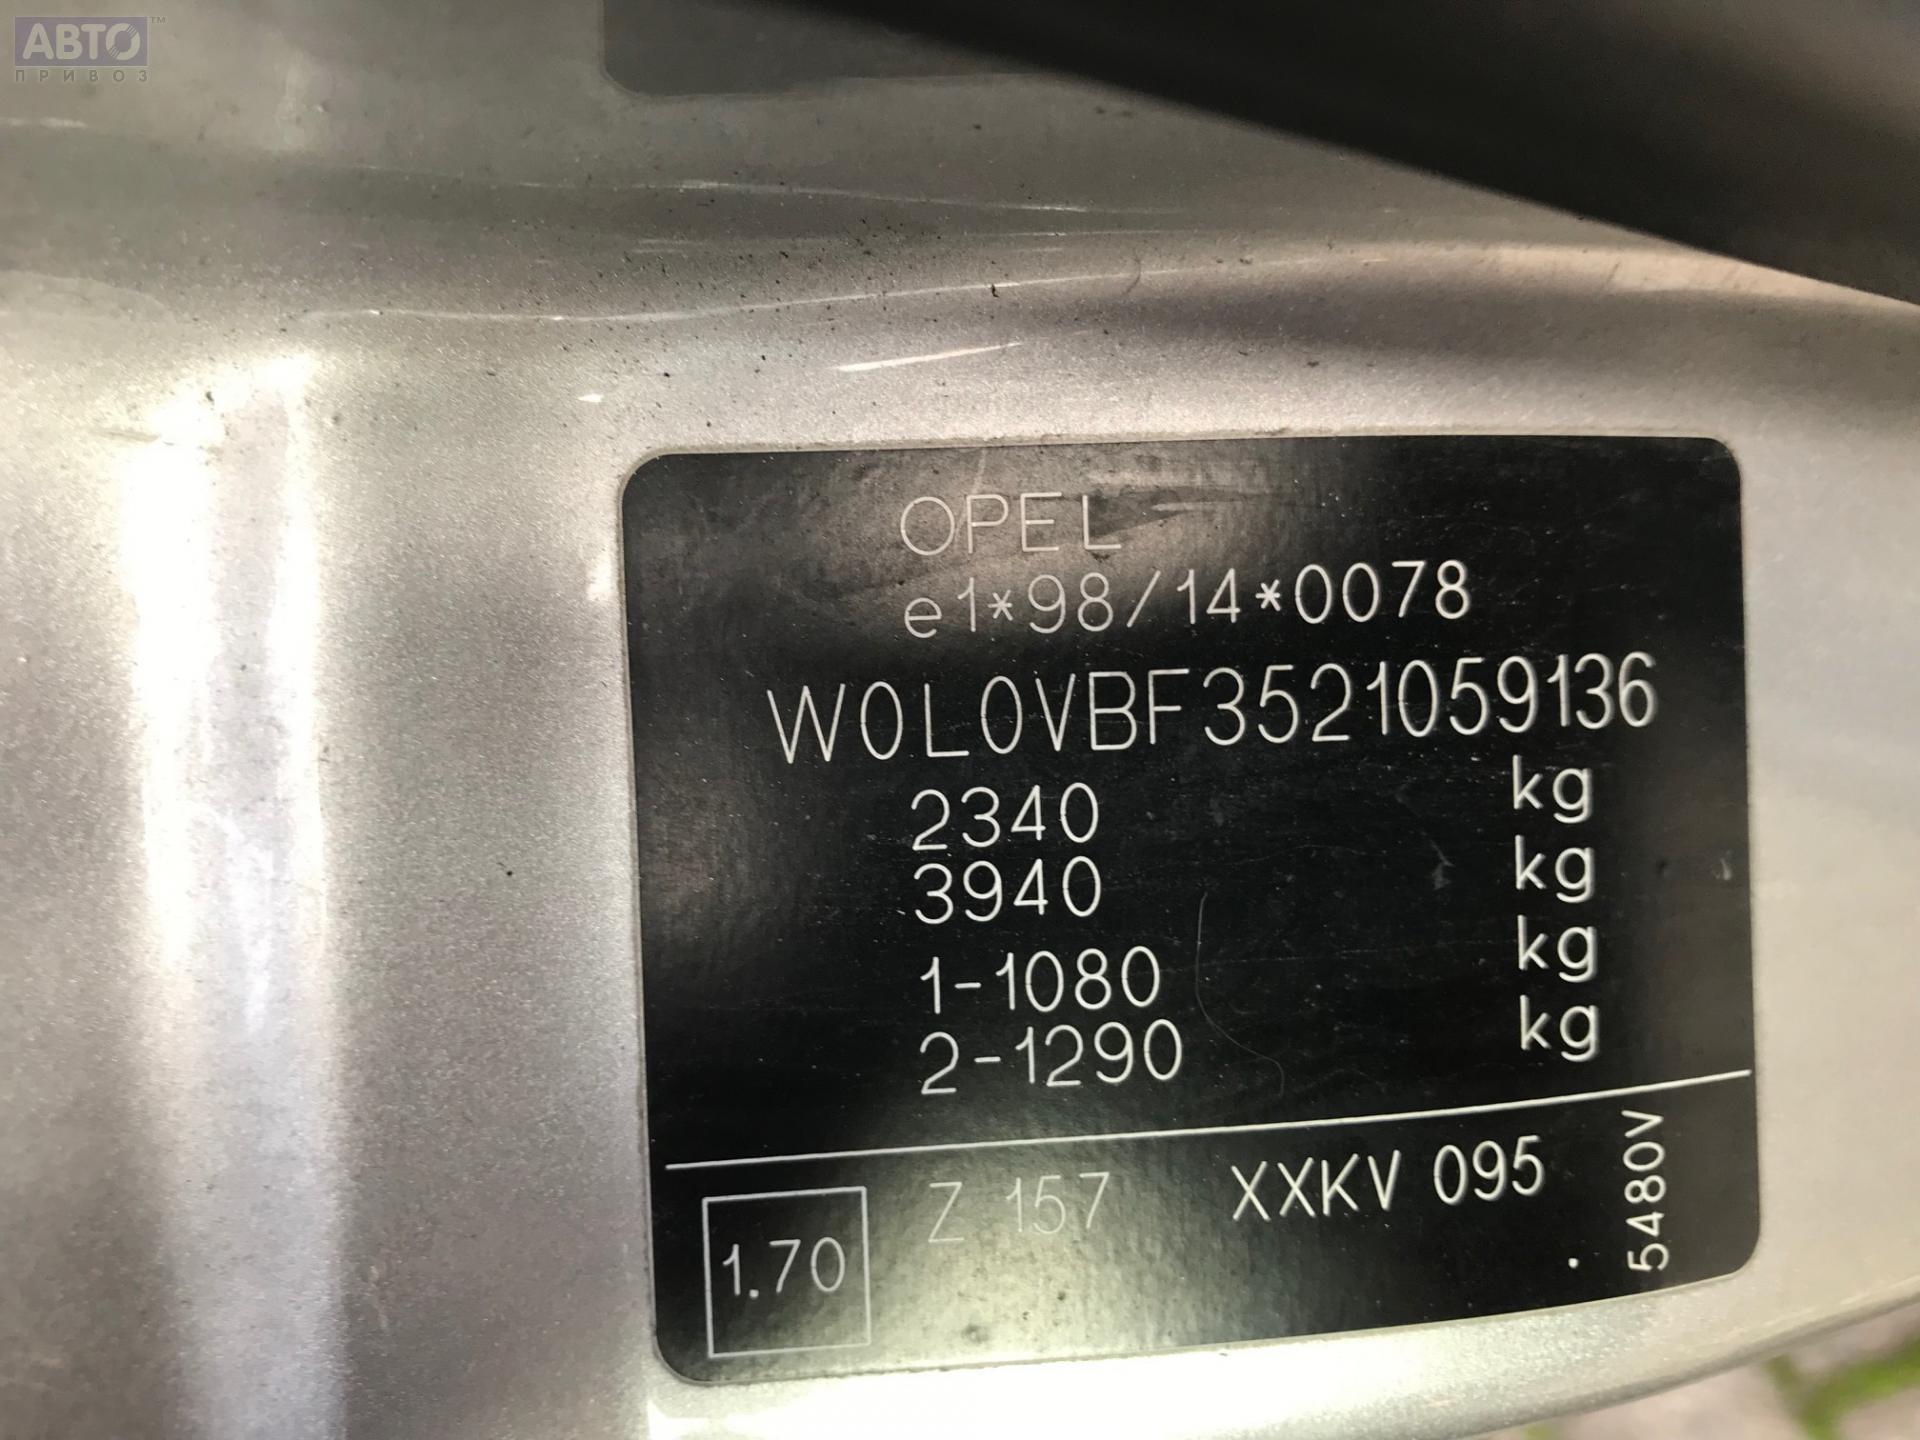 АВТО™
ПРИВОЗ
OPEL
e1*98/14*0078
W0L0VBF3521059136
2340 kg
3940 kg
1-1080 kg
2-1290 kg
1.70 Z 157 XXKV 095 .
5480V